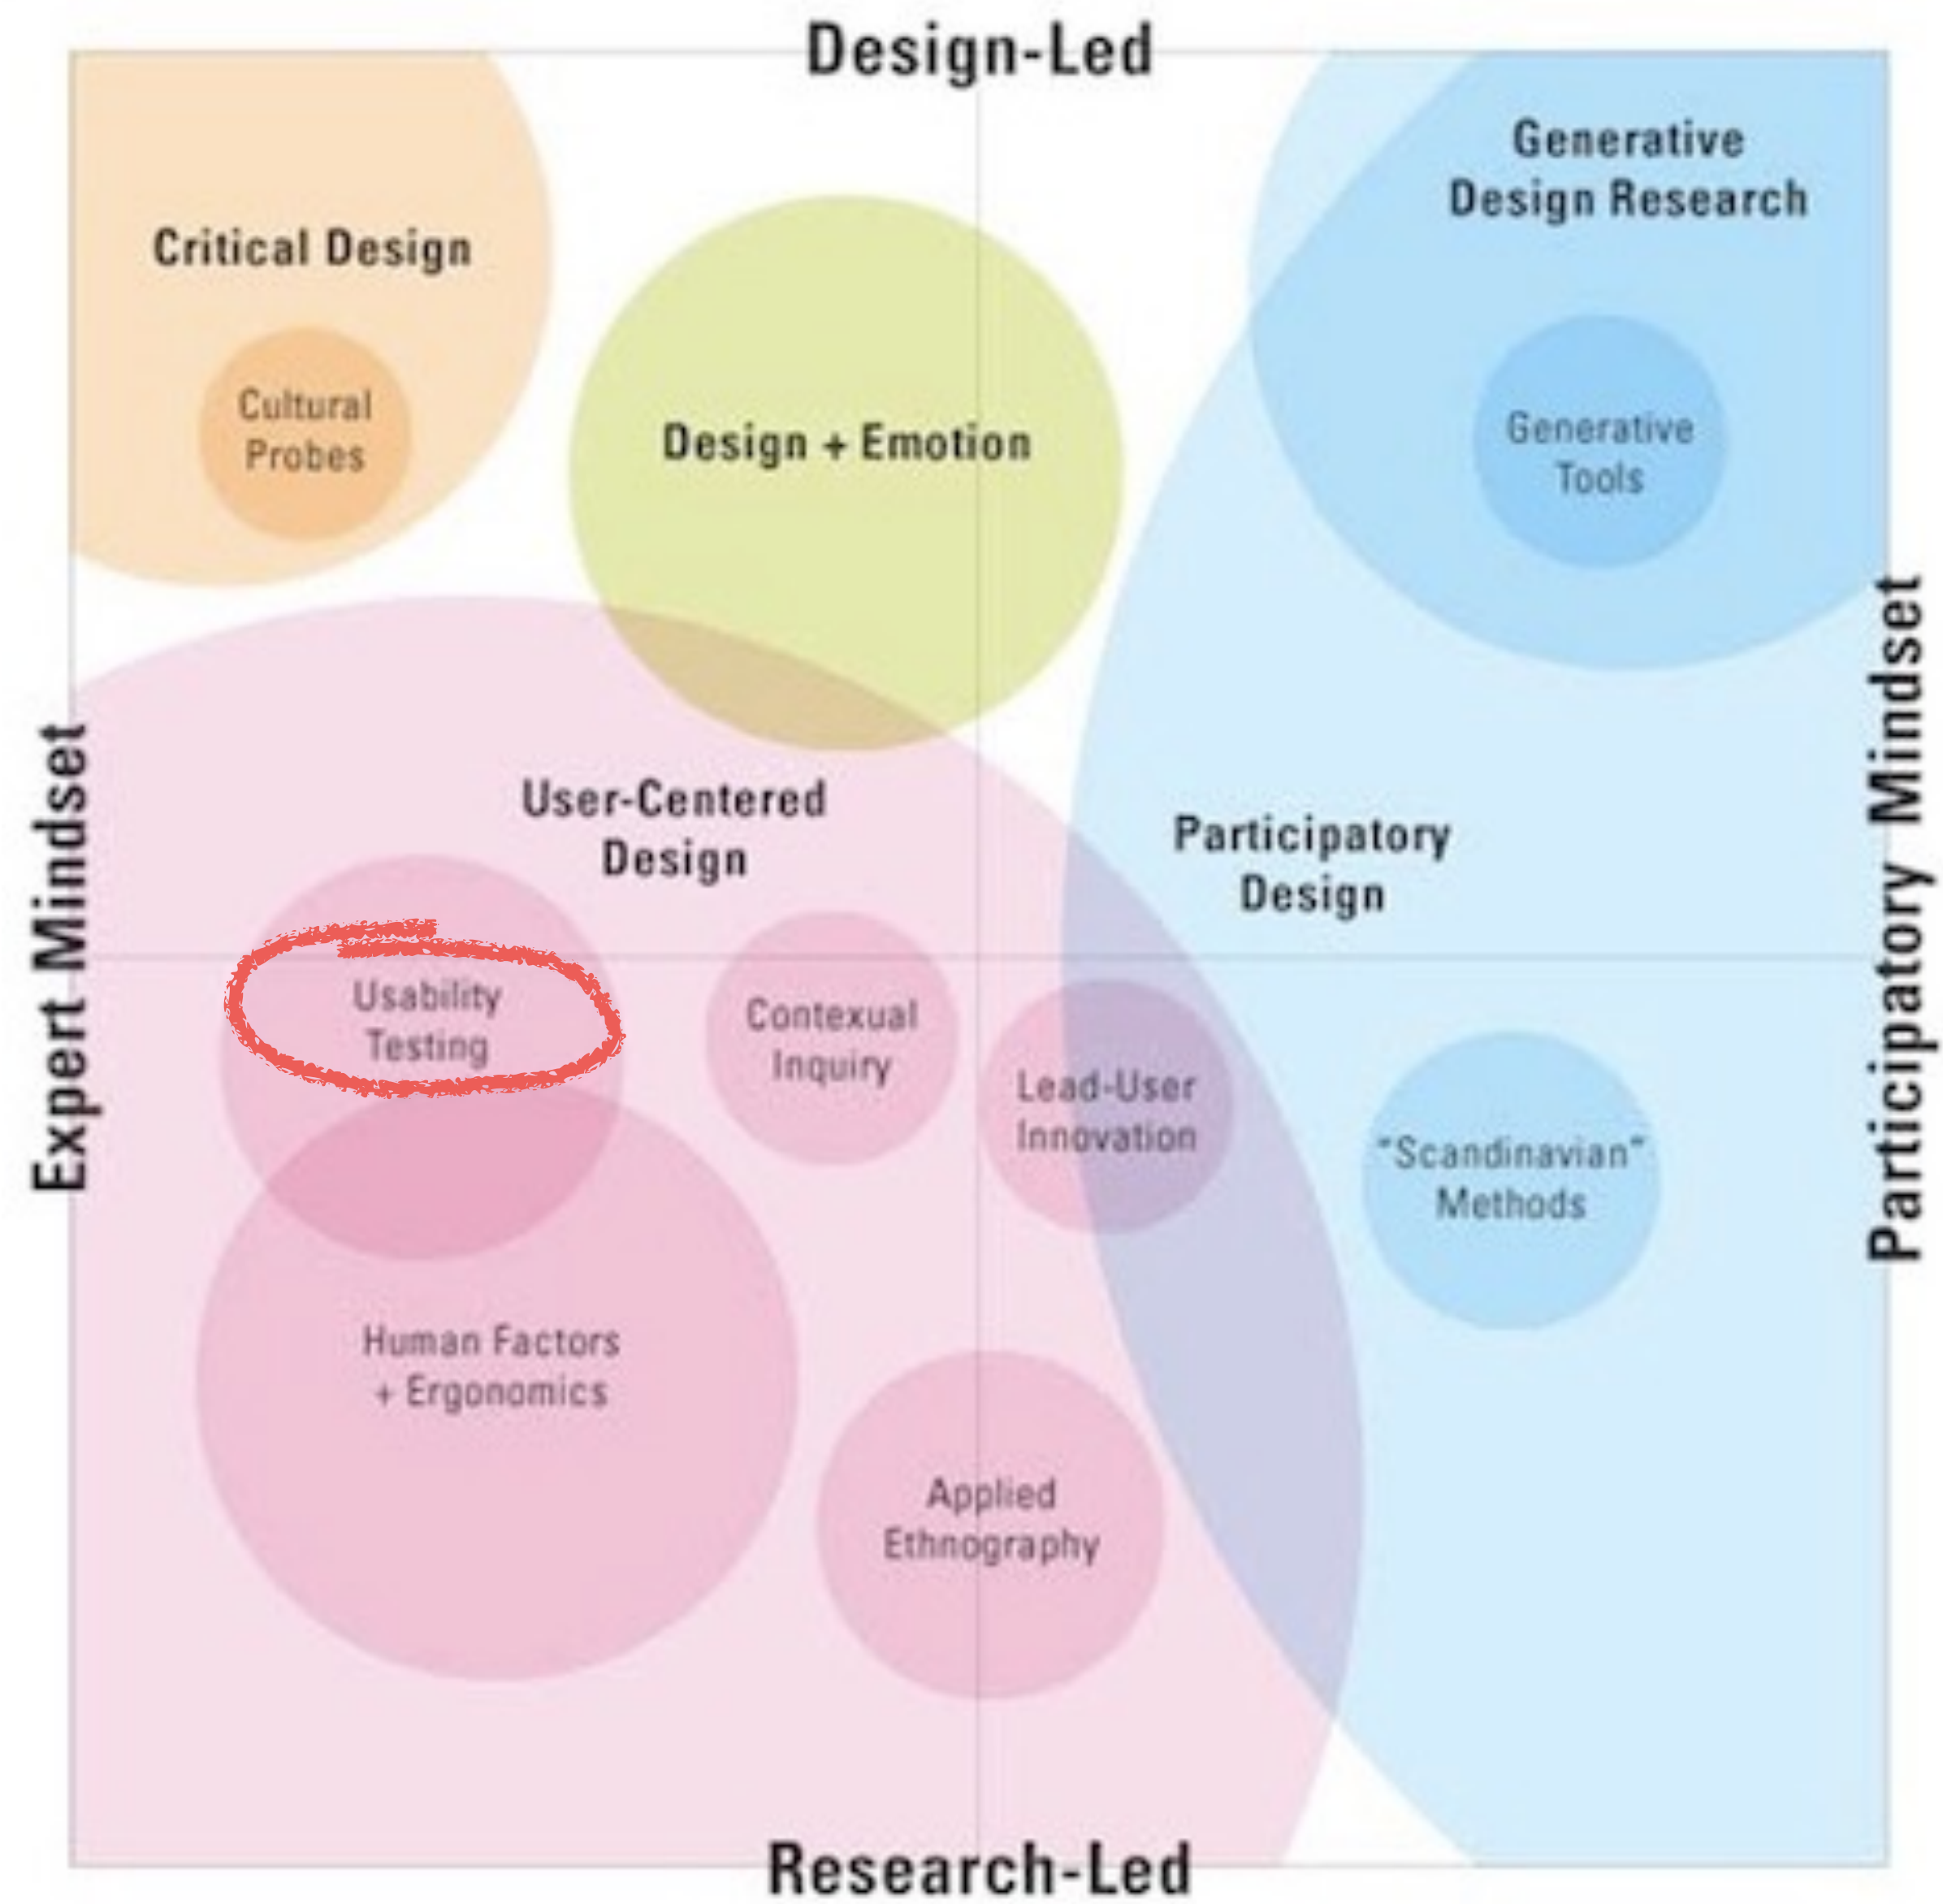 Design-Led
Generative
Design Research
Critical Design
Cultural
Probes
Design + Emotion
Generative
Tools
Expert Mindset
Participatory Mindset
User-Centered
Design
Participatory
Design
Usability
Testing
Contexual
Inquiry
Lead-User
Innovation
"Scandinavian"
Methods
Human Factors
+ Ergonomics
Applied
Ethnography
Research-Led